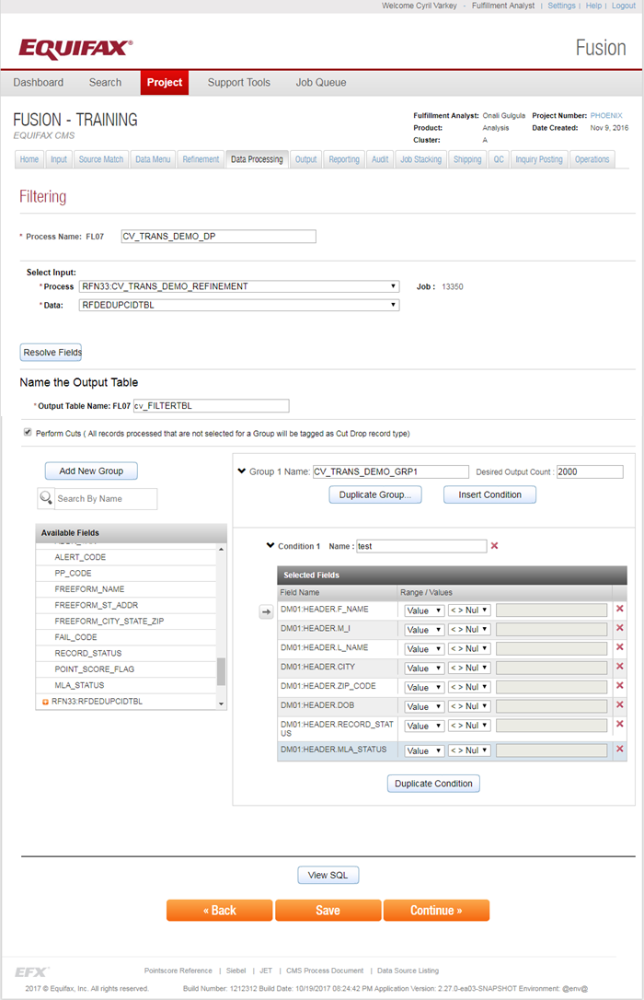 Welcome Cyril Varkey - Fulfillment Analyst | Settings | Help | Logout
EQUIFAX®
Fusion
Dashboard Search Project Support Tools Job Queue
FUSION - TRAINING
EQUIFAX CMS
Fulfillment Analyst: Onali Gulgula Project Number: PHOENIX
Product: Analysis Date Created: Nov 9, 2016
Cluster: A
Home Input Source Match Data Menu Refinement Data Processing Output Reporting Audit Job Stacking Shipping QC Inquiry Posting Operations
Filtering
* Process Name: FL07 CV_TRANS_DEMO_DP
Select Input:
* Process RFN33:CV_TRANS_DEMO_REFINEMENT Job : 13350
* Data: RFDEDUPCIDTBL
Resolve Fields
Name the Output Table
* Output Table Name: FL07 cv_FILTERTBL
Perform Cuts ( All records processed that are not selected for a Group will be tagged as Cut Drop record type)
Add New Group
Search By Name
Available Fields
ALERT_CODE
PP_CODE
FREEFORM_NAME
FREEFORM_ST_ADDR
FREEFORM_CITY_STATE_ZIP
FAIL_CODE
RECORD_STATUS
POINT_SCORE_FLAG
MLA_STATUS
RFN33:RFDEDUPCIDTBL
Group 1 Name: CV_TRANS_DEMO_GRP1 Desired Output Count : 2000
Duplicate Group... Insert Condition
Condition 1 Name : test
Selected Fields
Field Name Range / Values
DM01:HEADER.F_NAME Value < > Nul
DM01:HEADER.M_I Value < > Nul
DM01:HEADER.L_NAME Value < > Nul
DM01:HEADER.CITY Value < > Nul
DM01:HEADER.ZIP_CODE Value < > Nul
DM01:HEADER.DOB Value < > Nul
DM01:HEADER.RECORD_STAT Value < > Nul
US
DM01:HEADER.MLA_STATUS Value < > Nul
Duplicate Condition
View SQL
« Back Save Continue »
EFX Pointscore Reference | Siebel | JET | CMS Process Document | Data Source Listing
2017 © Equifax, Inc. All rights reserved. Build Number: 1212312 Build Date: 10/19/2017 08:24:42 PM Application Version: 2.27.0-ea03-SNAPSHOT Environment: @env@